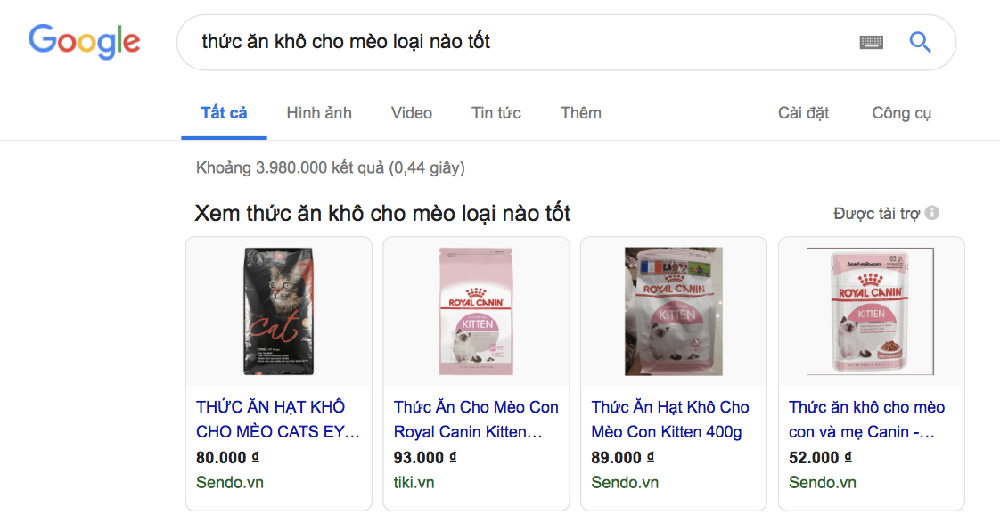 Google
thức ăn khô cho mèo loại nào tốt
Tất cả Hình ảnh Video Tin tức Thêm Cài đặt Công cụ
Khoảng 3.980.000 kết quả (0,44 giây)
Xem thức ăn khô cho mèo loại nào tốt
Được tài trợ
cat
ROYAL CANIN
KITTEN
ROYAL CANIN
KITTEN
65 gr
ROYAL CANIN
KITTEN
THỨC ĂN HẠT KHÔ
CHO MÈO CATS EY...
80.000 ₫
Sendo.vn
Thức Ăn Cho Mèo Con
Royal Canin Kitten...
93.000 ₫
tiki.vn
Thức Ăn Hạt Khô Cho
Mèo Con Kitten 400g
89.000 ₫
Sendo.vn
Thức ăn khô cho mèo
con và mẹ Canin -...
52.000 ₫
Sendo.vn